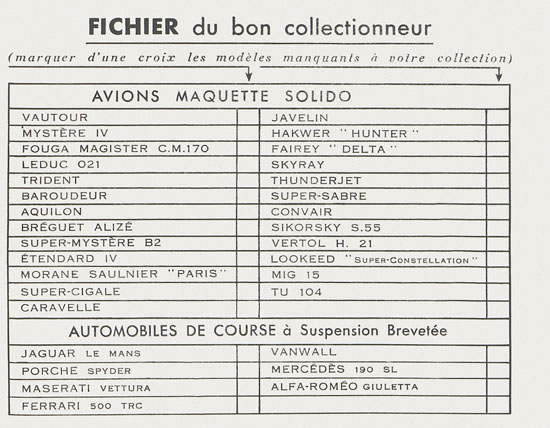 FICHIER du bon collectionneur
(marquer d'une croix les modèles manquants à votre collection)
AVIONS MAQUETTE SOLIDO
VAUTOUR
JAVELIN
MYSTÈRE IV
HAKWER "HUNTER"
FOUGA MAGISTER C.M.170
FAIREY "DELTA"
LEDUC O21
SKYRAY
TRIDENT
THUNDERJET
BAROUDEUR
SUPER-SABRE
AQUILON
CONVAIR
BRÉGUET ALIZÉ
SIKORSKY S.55
SUPER-MYSTÈRE B2
VERTOL H. 21
ÉTENDARD IV
LOOKEED "SUPER-CONSTELLATION"
MORANE SAULNIER "PARIS"
MIG 15
SUPER-CIGALE
TU 104
CARAVELLE
AUTOMOBILES DE COURSE à Suspension Brevetée
JAGUAR LE MANS
VANWALL
PORCHE SPYDER
MERCÉDÈS 190 SL
MASERATI VETTURA
ALFA-ROMÉO GIULETTA
FERRARI 500 TRC